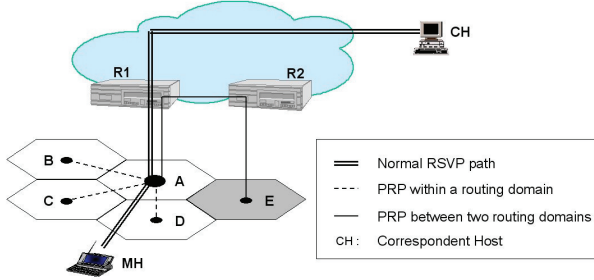 CH
R1
R2
B
A
C
D
E
MH
Normal RSVP path
PRP within a routing domain
PRP between two routing domains
CH : Correspondent Host